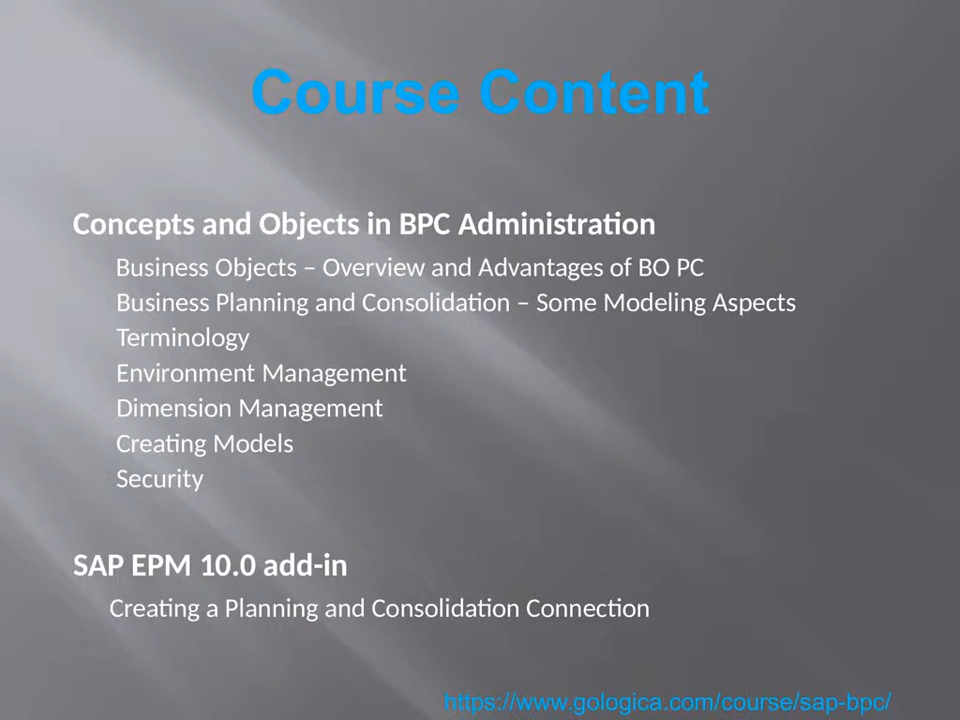 Course Content
Concepts and Objects in BPC Administration
Business Objects – Overview and Advantages of BO PC
Business Planning and Consolidation – Some Modeling Aspects
Terminology
Environment Management
Dimension Management
Creating Models
Security
SAP EPM 10.0 add-in
Creating a Planning and Consolidation Connection
https://www.gologica.com/course/sap-bpc/